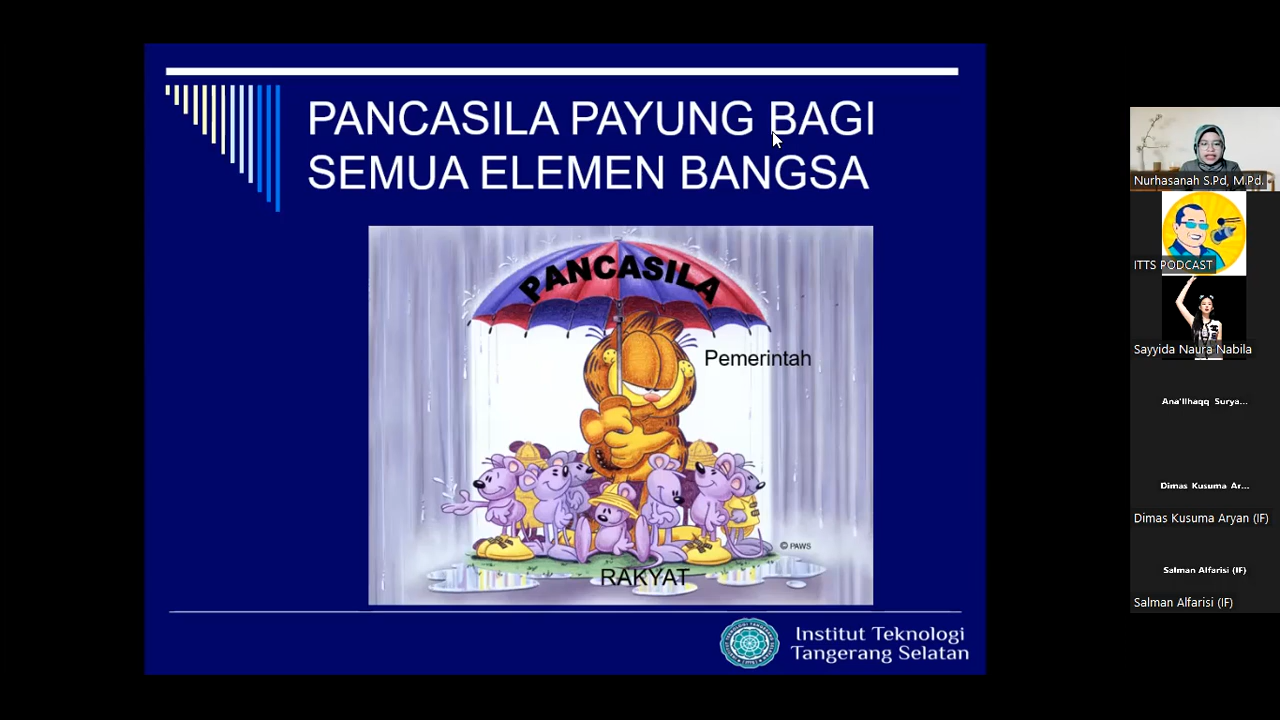 PANCASILA PAYUNG BAGI
SEMUA ELEMEN BANGSA
PANCASILA
Pemerintah
© PAWS
RAKYAT
Institut Teknologi
Tangerang Selatan
Nurhasanah S.Pd, M.Pd.
ITTS PODCAST
Sayyida Naura Nabila
Ana'llhaqq Surya...
Dimas Kusuma Ar...
Dimas Kusuma Aryan (IF)
Salman Alfarisi (IF)
Salman Alfarisi (IF)